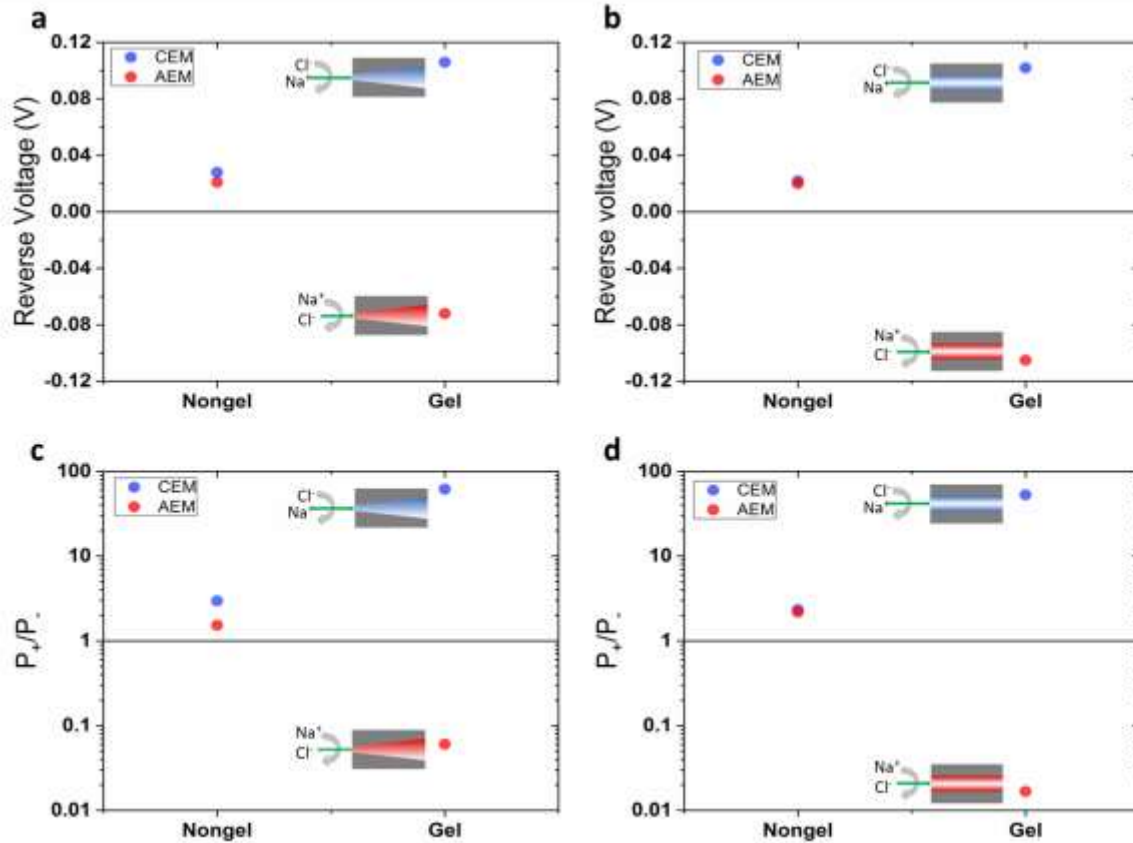 a
Reverse Voltage (V)
0.12
0.08
0.04
0.00
-0.04
-0.08
-0.12
CEM
AEM
Cl-
Na+
Na+
Cl-
Nongel
Gel
b
Reverse voltage (V)
0.12
0.08
0.04
0.00
-0.04
-0.08
-0.12
CEM
AEM
Cl-
Na+
Na+
Cl-
Nongel
Gel
c
P+/P-
100
10
1
0.1
0.01
CEM
AEM
Cl-
Na
Na+
Cl-
Nongel
Gel
d
P+/P-
100
10
1
0.1
0.01
CEM
AEM
Cl-
Na+
Na+
Cl-
Nongel
Gel